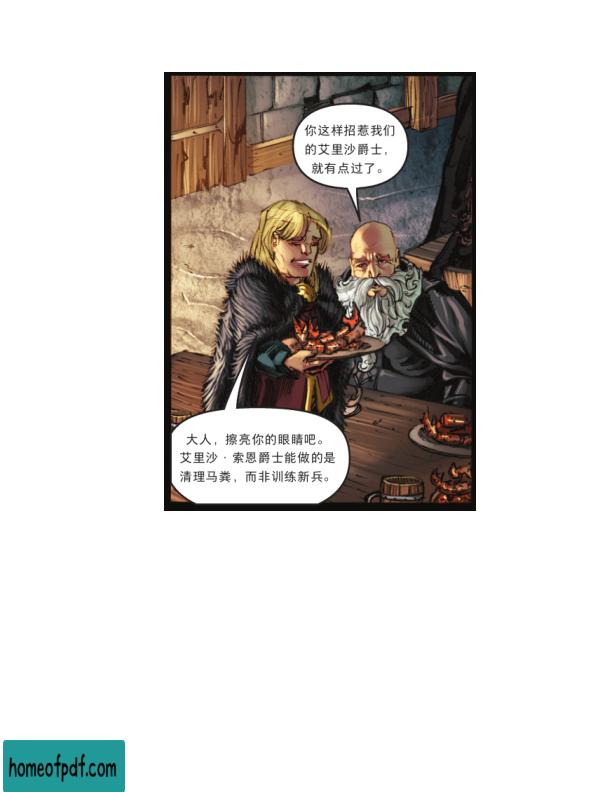 你这样招惹我们
的艾里沙爵士，
就有点过了。
大人，擦亮你的眼睛吧。
艾里沙·索恩爵士能做的是
清理马粪，而非训练新兵。
homeofpdf.com